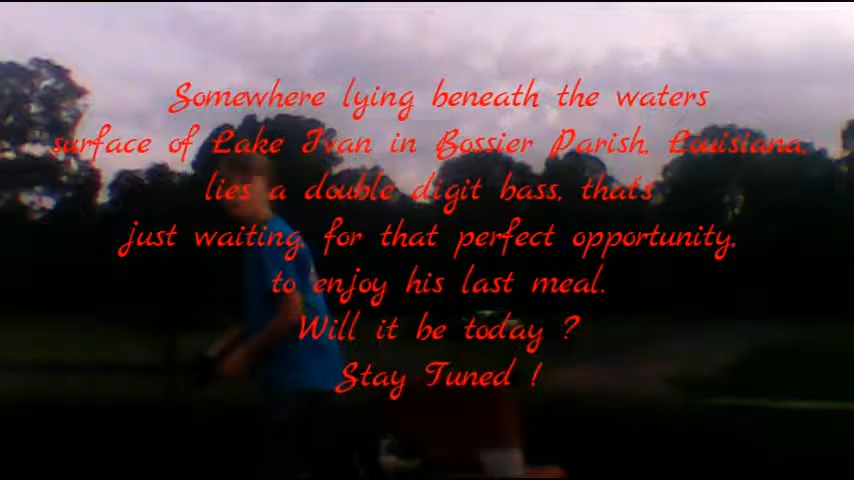 Somewhere lying beneath the waters
surface of Lake Ivan in Bossier Parish, Louisiana,
lies a double digit bass, that's
just waiting, for that perfect opportunity,
to enjoy his last meal.
Will it be today ?
Stay Tuned !